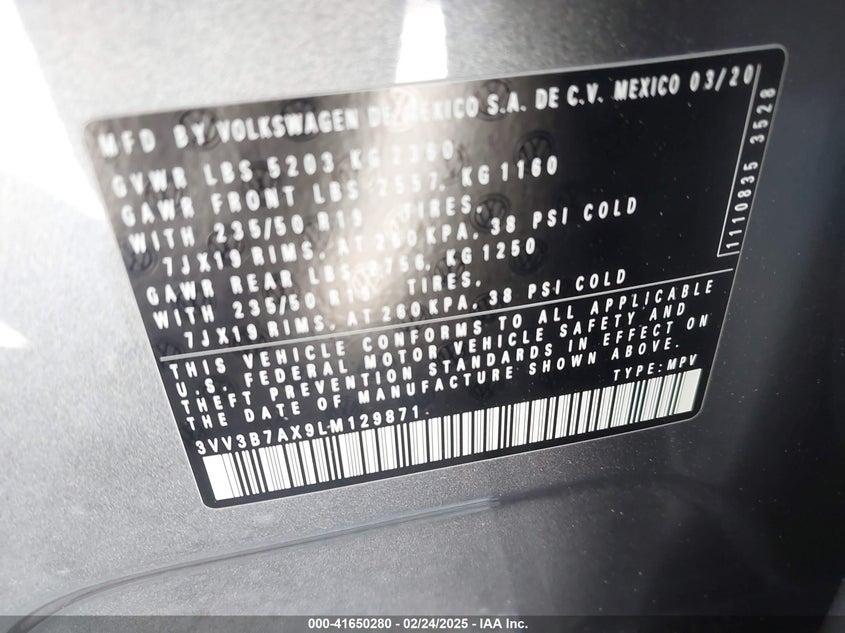 MFD BY VOLKSWAGEN DE MEXICO S.A. DE C.V. MEXICO 03/20
GVWR LBS 5203 KG 2360
GAWR FRONT LBS 2557, KG 1160
WITH 235/50 R19 TIRES,
7JX19 RIMS, AT 260 KPA, 38 PSI COLD
GAWR REAR LBS 2756, KG 1250
WITH 235/50 R19 TIRES,
7JX19 RIMS, AT 260 KPA, 38 PSI COLD
THIS VEHICLE CONFORMS TO ALL APPLICABLE
U.S. FEDERAL MOTOR VEHICLE SAFETY AND
THEFT PREVENTION STANDARDS IN EFFECT ON
THE DATE OF MANUFACTURE SHOWN ABOVE.
TYPE: MPV
3VV3B7AX9LM129871
1110835 3528
000-41650280 - 02/24/2025 - IAA Inc.